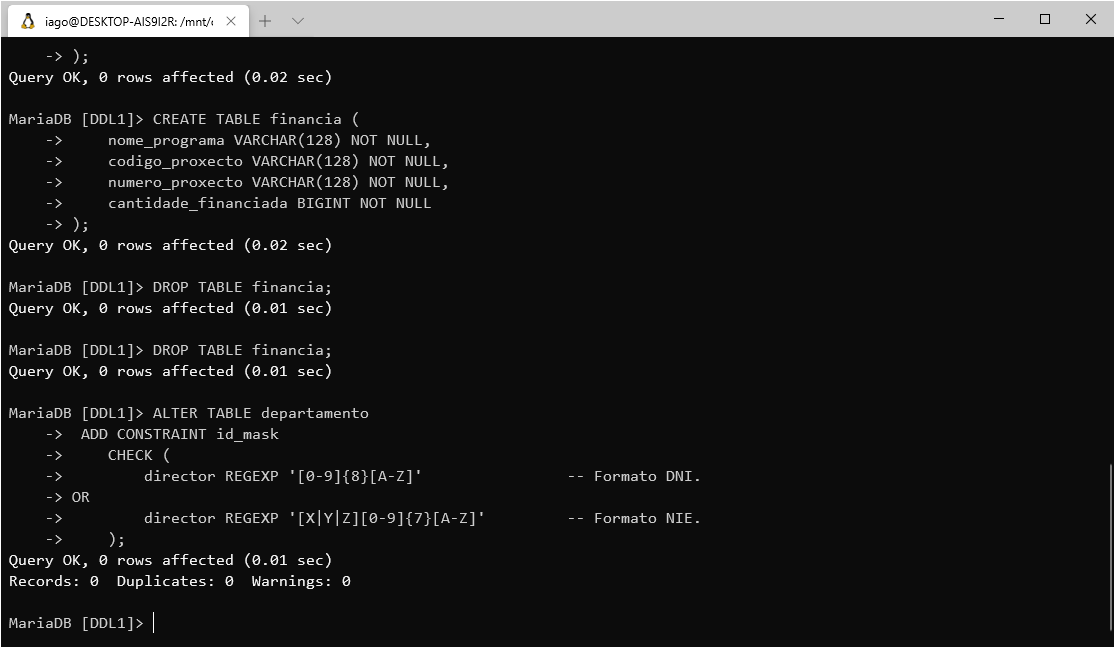 iago@DESKTOP-AIS9I2R: /mnt/
-> );
Query OK, 0 rows affected (0.02 sec)
MariaDB [DDL1]> CREATE TABLE financia (
->     nome_programa VARCHAR(128) NOT NULL,
->     codigo_proxecto VARCHAR(128) NOT NULL,
->     numero_proxecto VARCHAR(128) NOT NULL,
->     cantidade_financiada BIGINT NOT NULL
-> );
Query OK, 0 rows affected (0.02 sec)
MariaDB [DDL1]> DROP TABLE financia;
Query OK, 0 rows affected (0.01 sec)
MariaDB [DDL1]> DROP TABLE financia;
Query OK, 0 rows affected (0.01 sec)
MariaDB [DDL1]> ALTER TABLE departamento
->  ADD CONSTRAINT id_mask
->     CHECK (
->         director REGEXP '[0-9]{8}[A-Z]'                -- Formato DNI.
-> OR
->         director REGEXP '[X|Y|Z][0-9]{7}[A-Z]'         -- Formato NIE.
->     );
Query OK, 0 rows affected (0.01 sec)
Records: 0  Duplicates: 0  Warnings: 0
MariaDB [DDL1]>